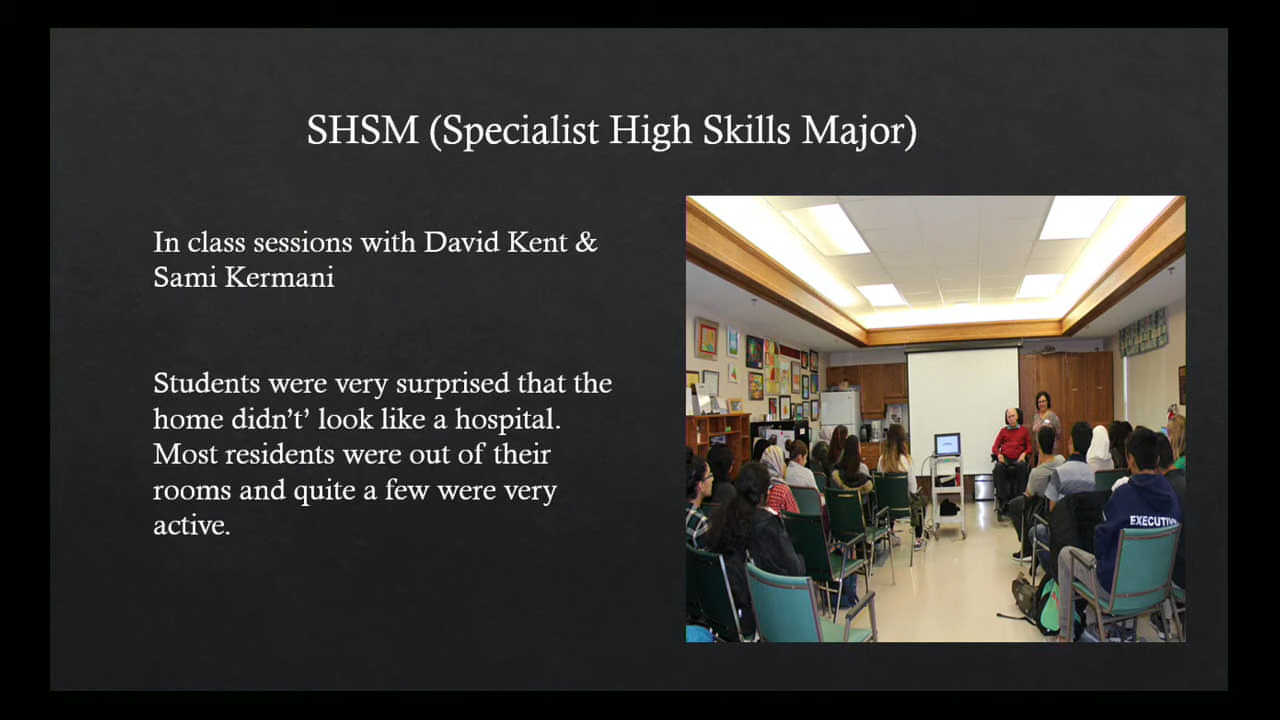 SHSM (Specialist High Skills Major)
In class sessions with David Kent &
Sami Kermani
Students were very surprised that the
home didn't' look like a hospital.
Most residents were out of their
rooms and quite a few were very
active.
EXECUTIV